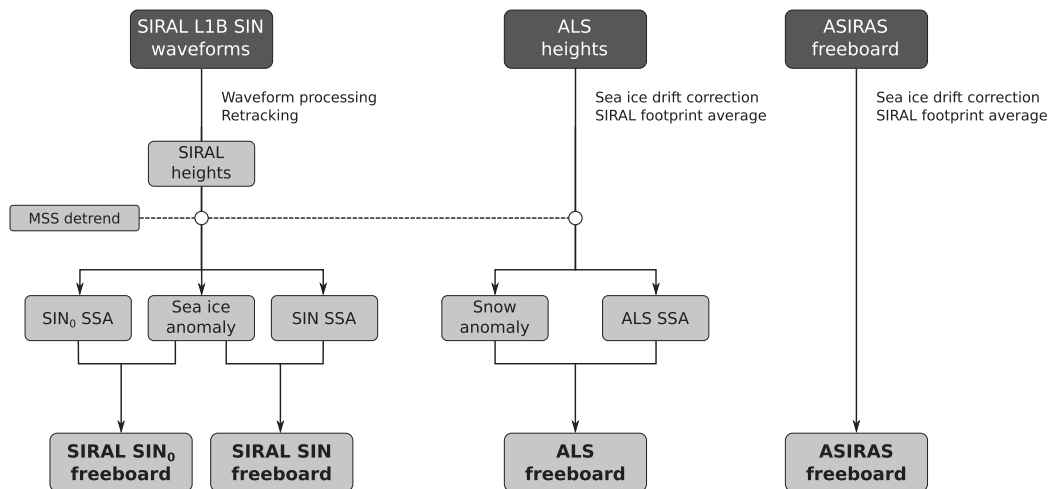 SIRAL L1B SIN
waveforms
ALS
heights
ASIRAS
freeboard
Waveform processing
Retracking
Sea ice drift correction
SIRAL footprint average
Sea ice drift correction
SIRAL footprint average
SIRAL
heights
MSS detrend
SIN₀ SSA
Sea ice
anomaly
SIN SSA
Snow
anomaly
ALS SSA
SIRAL SIN₀
freeboard
SIRAL SIN
freeboard
ALS
freeboard
ASIRAS
freeboard